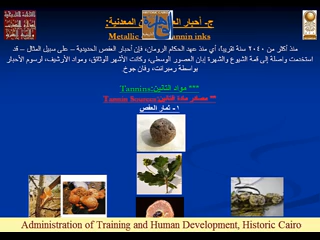 ج- أحبار المعدنية:
Metallic Tannin inks
منذ أكثر من ٢٠٤٠ سنة تقريباً، أي منذ عهد الحكام الرومان، فإن أحبار العفص الحديدية – على سبيل المثال – قد
استخدمت واصلة إلى قمة الشيوع والشهرة إبان العصور الوسطى، وكانت الأشهر للوثائق، ومواد الأرشيف، لرسوم الأحبار
بواسطة رمبرانت، وفان جوخ.
*** مواد التانين:Tannins
** مصادر مادة التانين:Tannin Sources
١- ثمار العفص
Administration of Training and Human Development, Historic Cairo